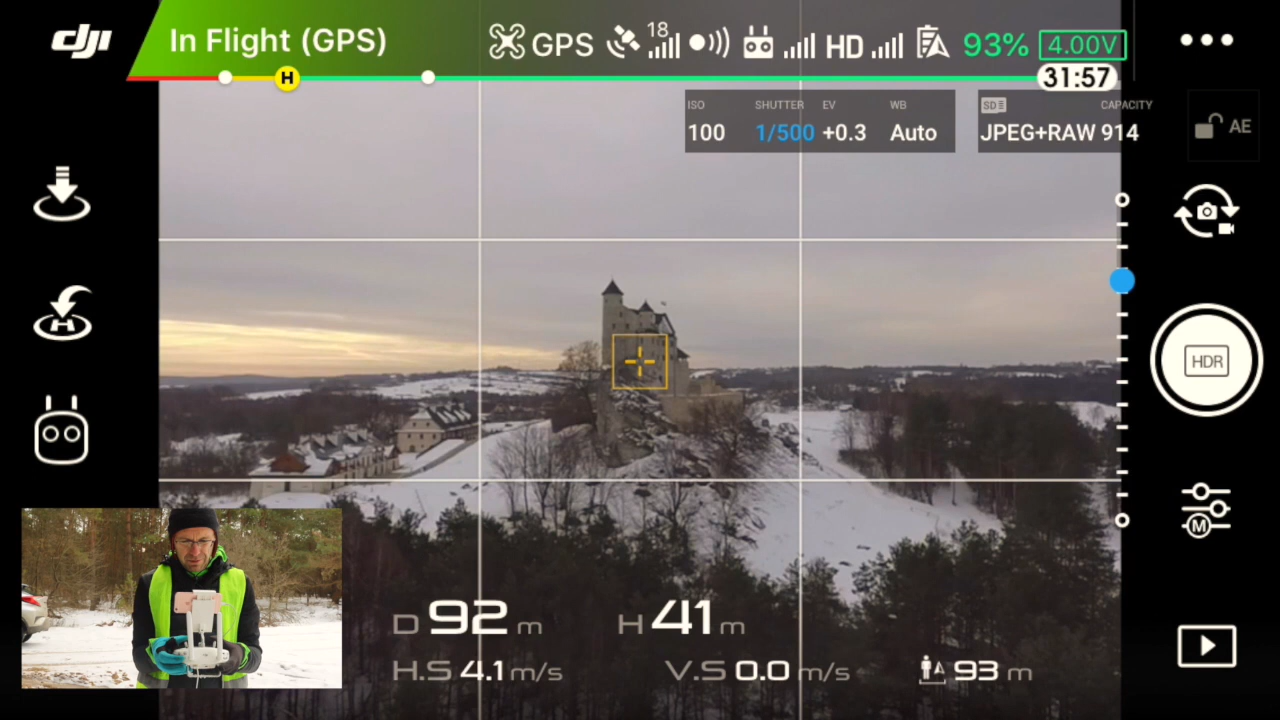 dji In Flight (GPS) GPS 18 HD 93% 4.00V
H 31:57
ISO SHUTTER EV WB SD CAPACITY
100 1/500 +0.3 Auto JPEG+RAW 914
AE
H
HDR
M
D 92 m H 41 m
H.S 4.1 m/s V.S 0.0 m/s 93 m